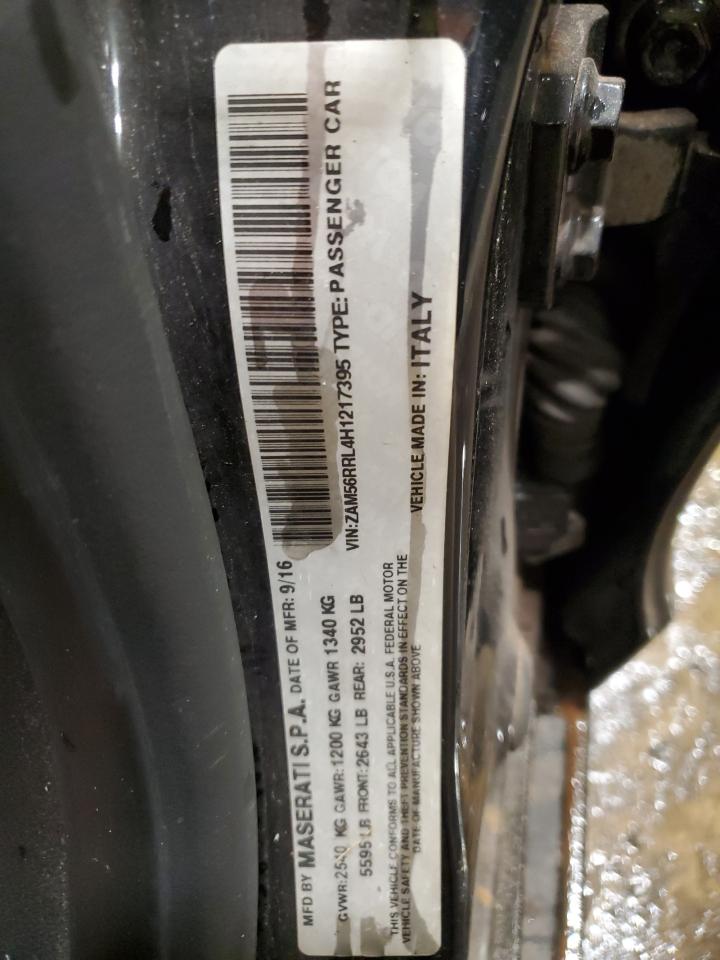 MFD BY MASERATI S.P.A. DATE OF MFR: 9/16
GVWR: KG GAWR: 1200 KG GAWR 1340 KG
5595 LB FRONT: 2643 LB REAR: 2952 LB
VIN:ZAM56RRL4H1217395 TYPE: PASSENGER CAR
THIS VEHICLE CONFORMS TO ALL APPLICABLE U.S.A. FEDERAL MOTOR
VEHICLE SAFETY AND THEFT PREVENTION STANDARDS IN EFFECT ON THE
DATE OF MANUFACTURE SHOWN ABOVE
VEHICLE MADE IN: ITALY